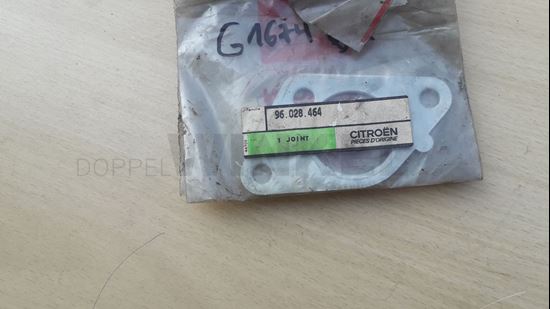 G1674
96.028.464
1 JOINT
CITROËN
PIECES D'ORIGINE
DOPPEL